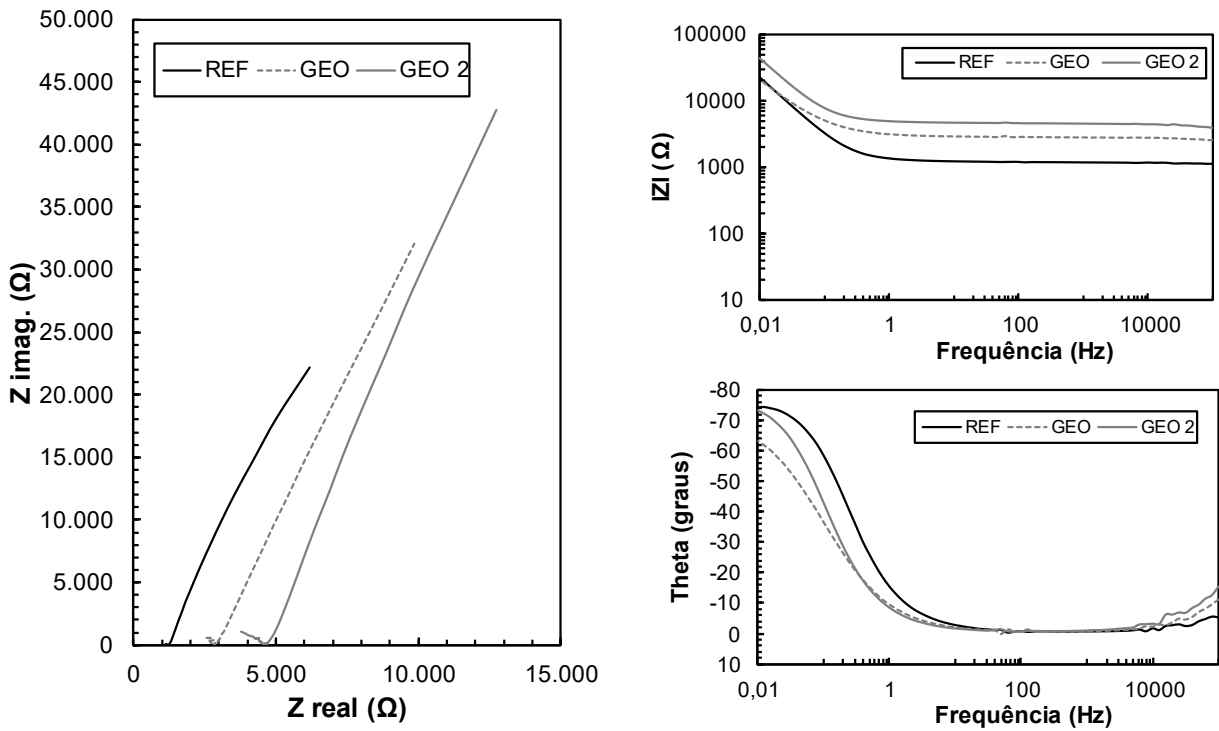 50.000
45.000
40.000
35.000
30.000
25.000
20.000
15.000
10.000
5.000
0
Z imag. (Ω)
REF GEO GEO 2
0 5.000 10.000 15.000
Z real (Ω)
100000
10000
1000
100
10
IZI ( Ω)
REF GEO GEO 2
0,01 1 100 10000
Frequência (Hz)
-80
-70
-60
-50
-40
-30
-20
-10
0
10
Theta (graus)
REF GEO GEO 2
0,01 1 100 10000
Frequência (Hz)